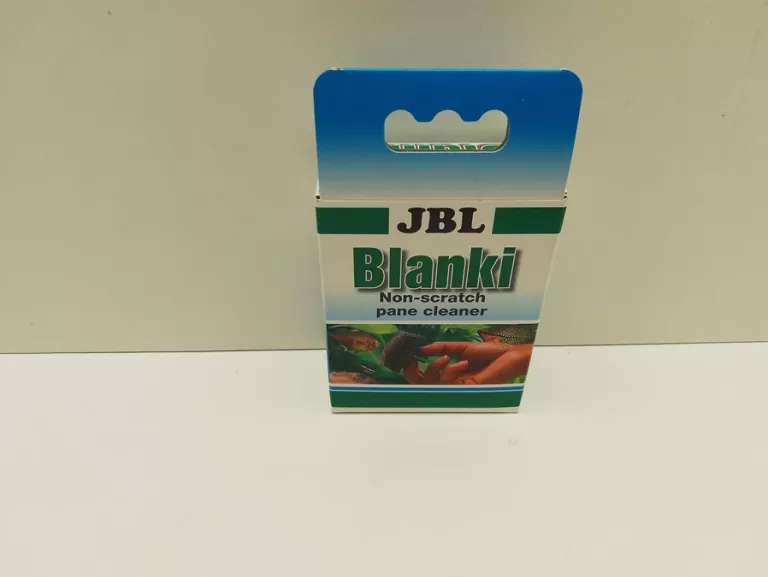 JBL
Blanki
Non-scratch
pane cleaner